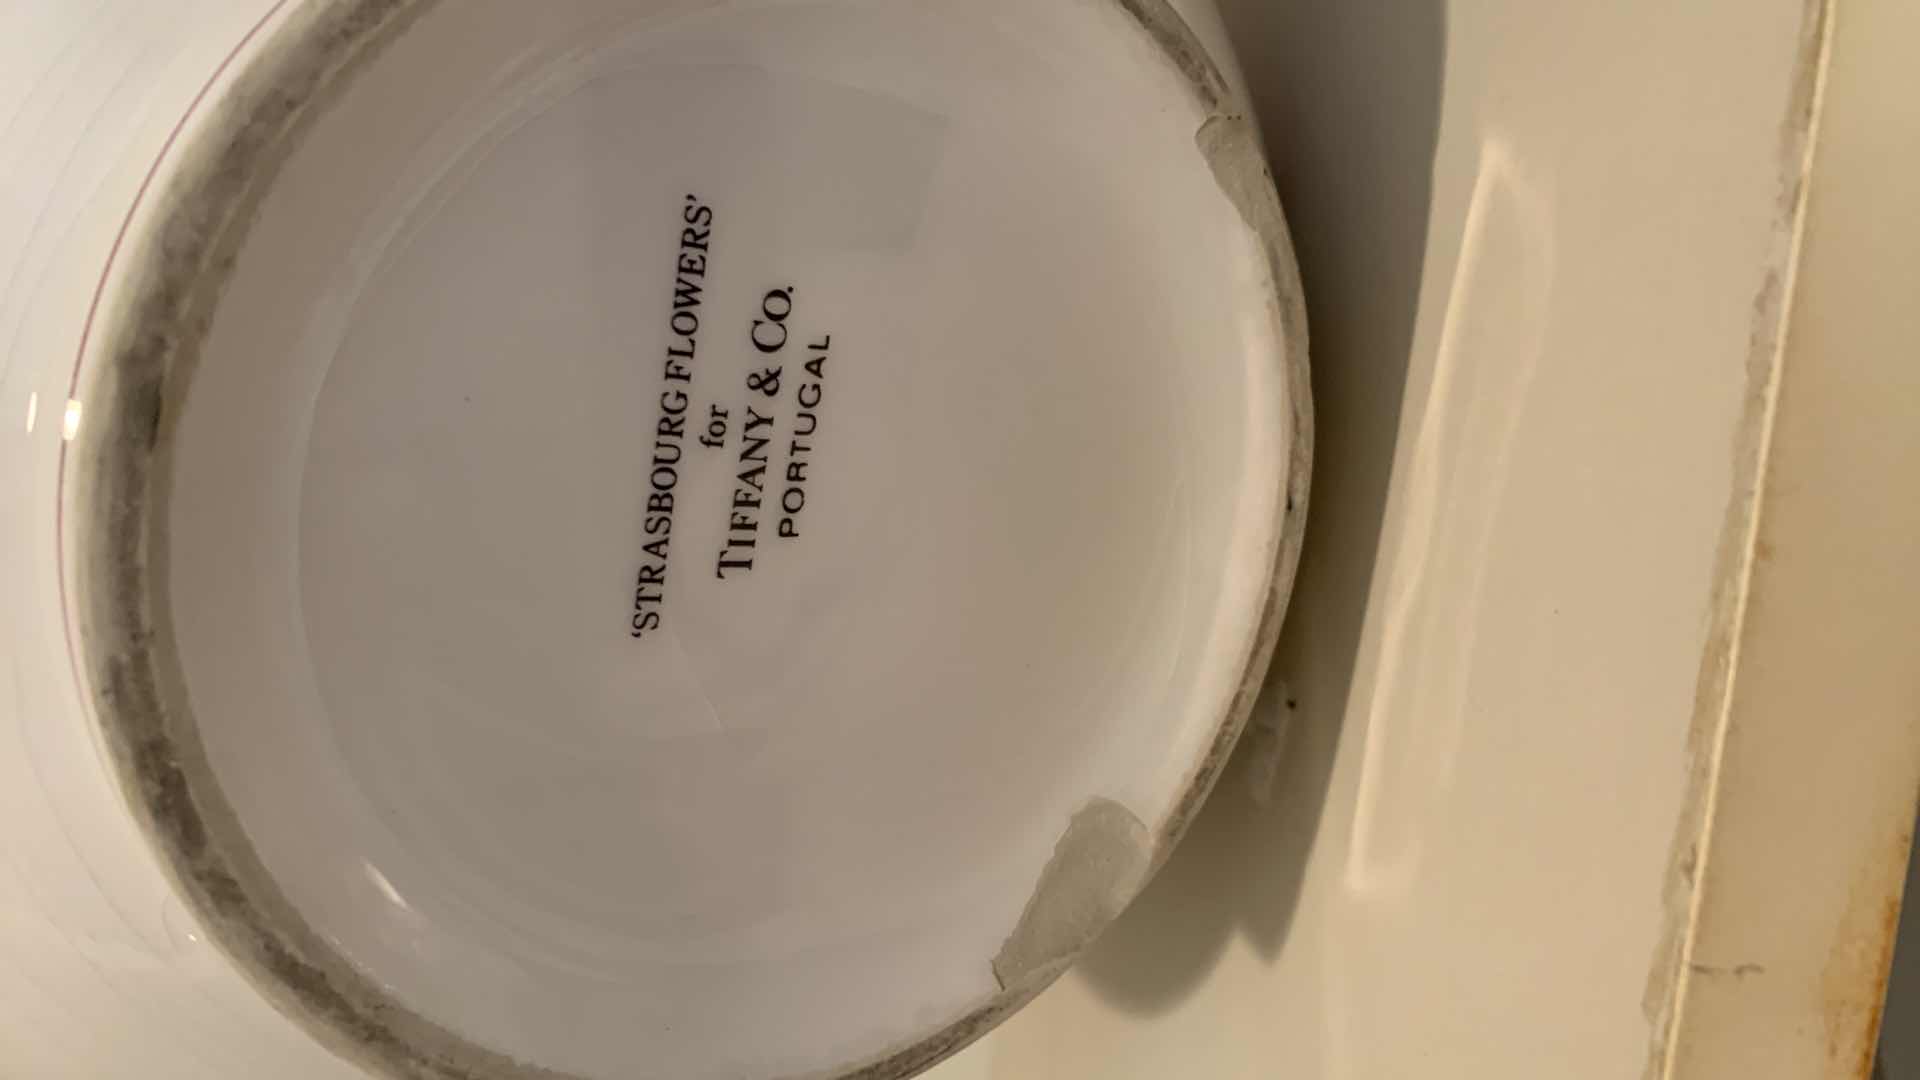 ‘STRASBOURG FLOWERS’
for
TIFFANY & CO.
PORTUGAL